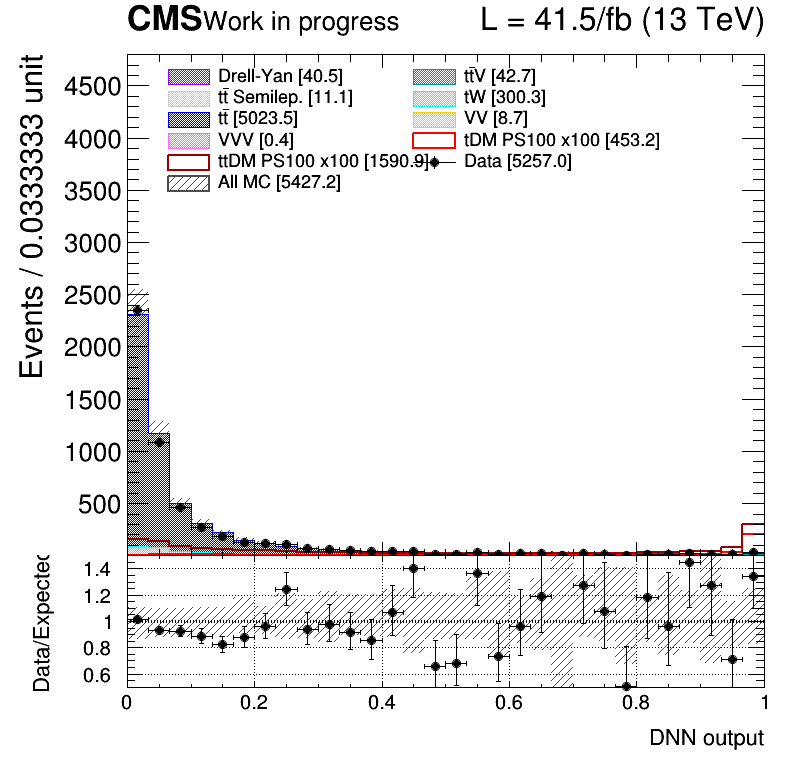 CMS Work in progress L = 41.5/fb (13 TeV)
Events / 0.0333333 unit
4500
4000
3500
3000
2500
2000
1500
1000
500
Drell-Yan [40.5] tt̄V [42.7]
tt̄ Semilep. [11.1] tW [300.3]
tt̄ [5023.5] VV [8.7]
VVV [0.4] tDM PS100 x100 [453.2]
ttDM PS100 x100 [1590.9] Data [5257.0]
All MC [5427.2]
Data/Expected
1.4
1.2
1
0.8
0.6
0 0.2 0.4 0.6 0.8 1
DNN output